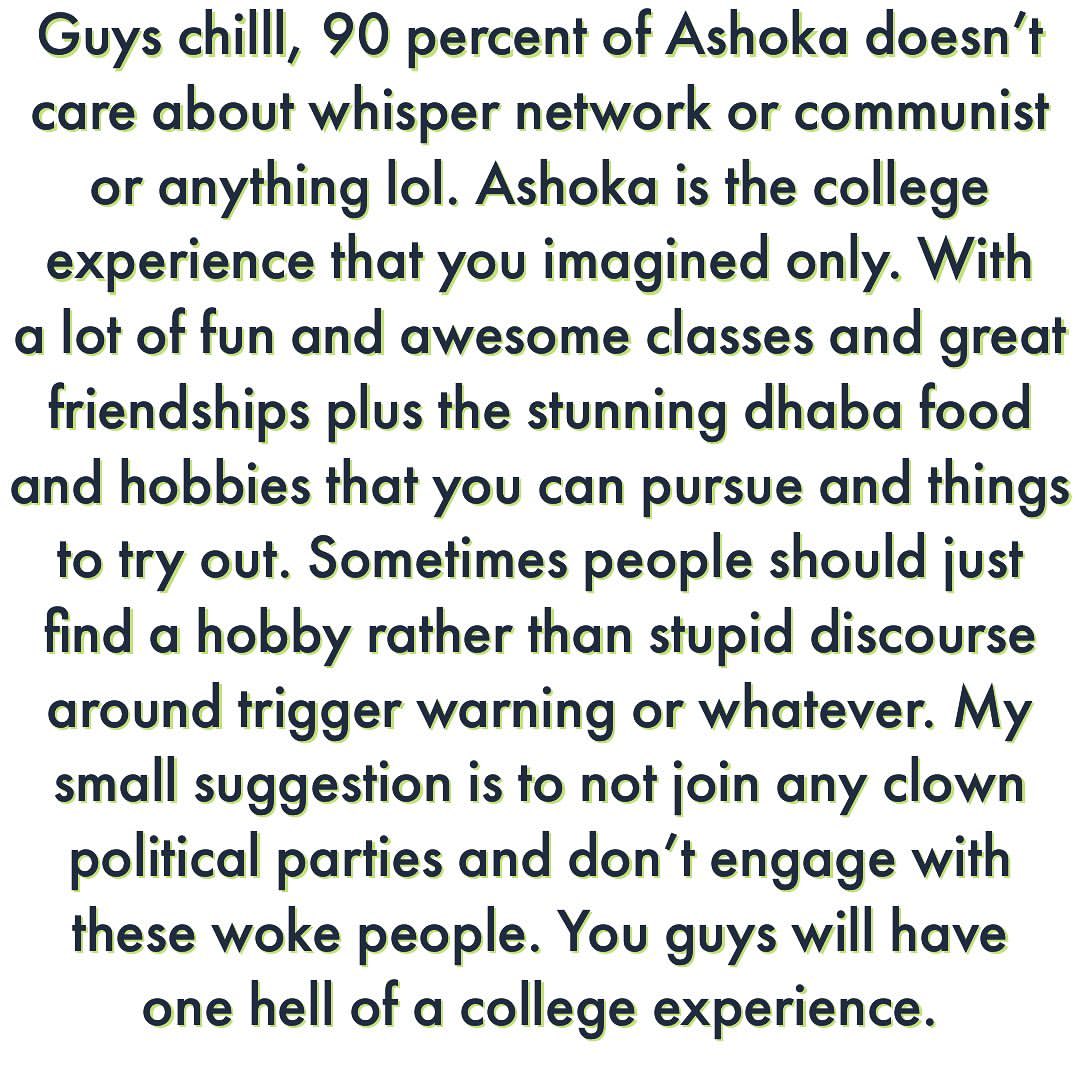 Guys chilll, 90 percent of Ashoka doesn't
care about whisper network or communist
or anything lol. Ashoka is the college
experience that you imagined only. With
a lot of fun and awesome classes and great
friendships plus the stunning dhaba food
and hobbies that you can pursue and things
to try out. Sometimes people should just
find a hobby rather than stupid discourse
around trigger warning or whatever. My
small suggestion is to not join any clown
political parties and don't engage with
these woke people. You guys will have
one hell of a college experience.